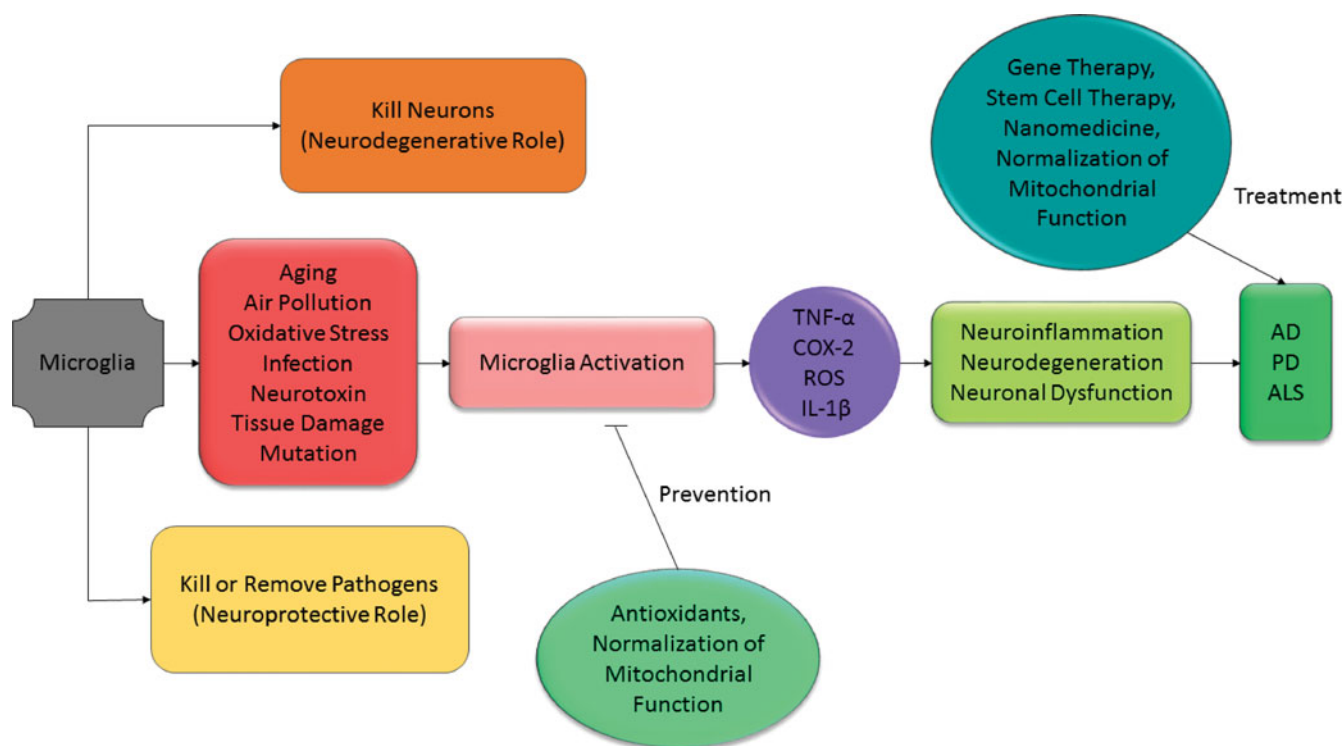 Kill Neurons
(Neurodegenerative Role)
Gene Therapy,
Stem Cell Therapy,
Nanomedicine,
Normalization of
Mitochondrial
Function
Treatment
Microglia
Aging
Air Pollution
Oxidative Stress
Infection
Neurotoxin
Tissue Damage
Mutation
Microglia Activation
TNF-α
COX-2
ROS
IL-1β
Neuroinflammation
Neurodegeneration
Neuronal Dysfunction
AD
PD
ALS
Prevention
Kill or Remove Pathogens
(Neuroprotective Role)
Antioxidants,
Normalization of
Mitochondrial
Function